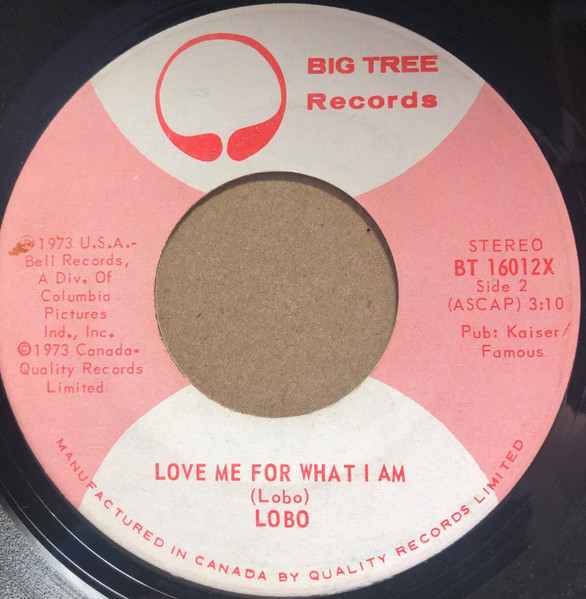 BIG TREE
Records
℗1973 U.S.A.-
Bell Records,
A Div. Of
Columbia
Pictures
Ind., Inc.
©1973 Canada-
Quality Records
Limited
STEREO
BT 16012X
Side 2
(ASCAP) 3:10
Pub: Kaiser/
Famous
LOVE ME FOR WHAT I AM
(Lobo)
LOBO
MANUFACTURED IN CANADA BY QUALITY RECORDS LIMITED